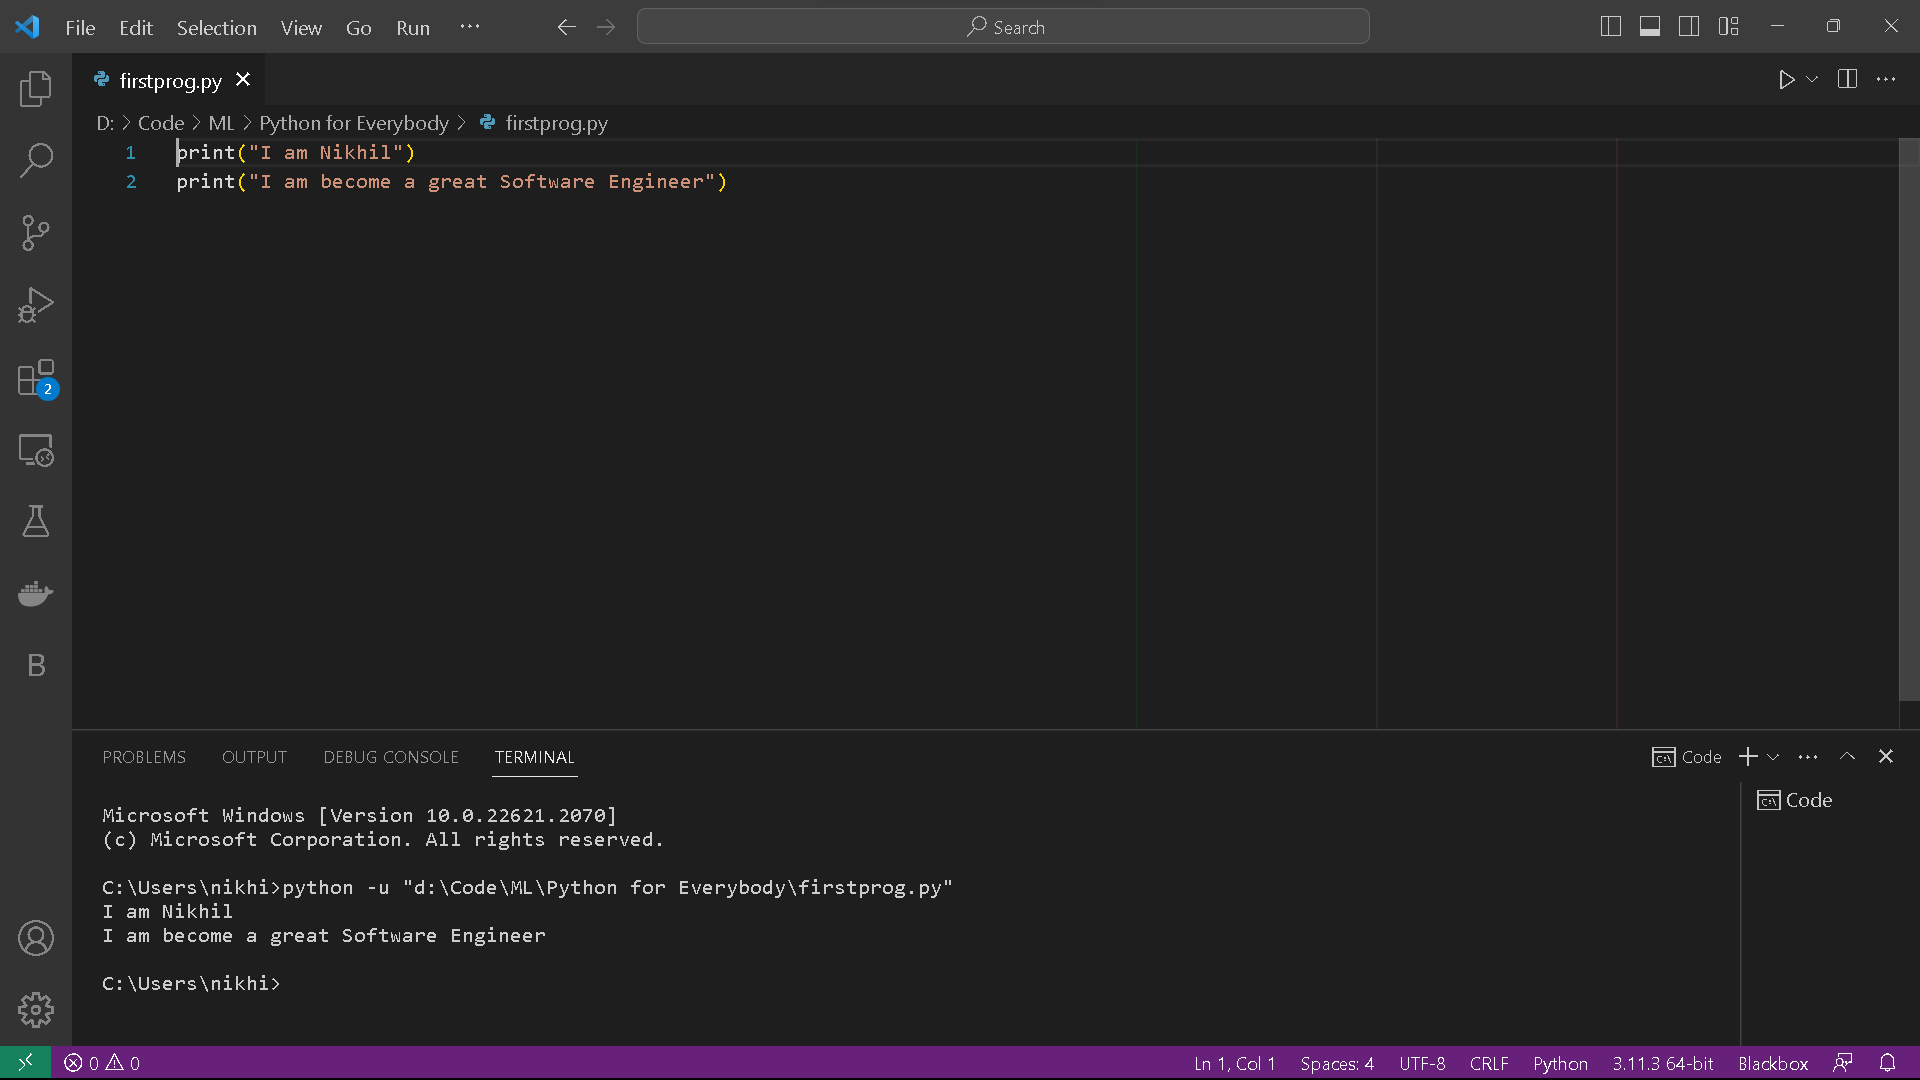 File Edit Selection View Go Run ··· Search
firstprog.py
D: > Code > ML > Python for Everybody > firstprog.py
1 print("I am Nikhil")
2 print("I am become a great Software Engineer")
2
B
PROBLEMS OUTPUT DEBUG CONSOLE TERMINAL Code
Code
Microsoft Windows [Version 10.0.22621.2070]
(c) Microsoft Corporation. All rights reserved.
C:\Users\nikhi>python -u "d:\Code\ML\Python for Everybody\firstprog.py"
I am Nikhil
I am become a great Software Engineer
C:\Users\nikhi>
0 0 Ln 1, Col 1 Spaces: 4 UTF-8 CRLF Python 3.11.3 64-bit Blackbox